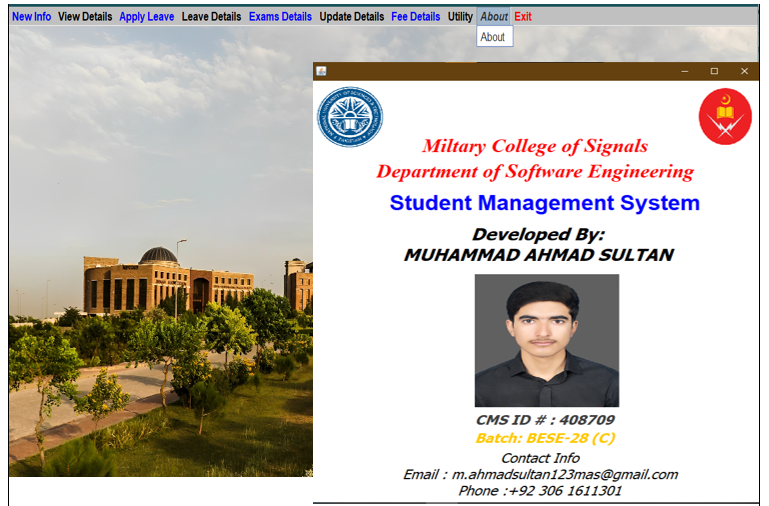 New Info View Details Apply Leave Leave Details Exams Details Update Details Fee Details Utility About Exit
About
Miltary College of Signals
Department of Software Engineering
Student Management System
Developed By:
MUHAMMAD AHMAD SULTAN
CMS ID # : 408709
Batch: BESE-28 (C)
Contact Info
Email : m.ahmadsultan123mas@gmail.com
Phone :+92 306 1611301